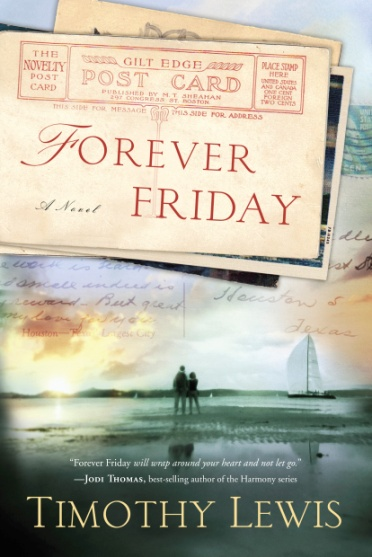 THE
NOVELTY
POST
CARD
GILT EDGE
POST CARD
PUBLISHED BY M.T. SHEAHAN
BOSTON
PLACE STAMP
HERE
UNITED STATES
AND CANADA
ONE CENT
FOREIGN
TWO CENTS
THIS SIDE FOR MESSAGE
THIS SIDE FOR ADDRESS
FOREVER
FRIDAY
A Novel
But great
Houston
Texas
"Forever Friday will wrap around your heart and not let go."
—JODI THOMAS, best-selling author of the Harmony series
TIMOTHY LEWIS